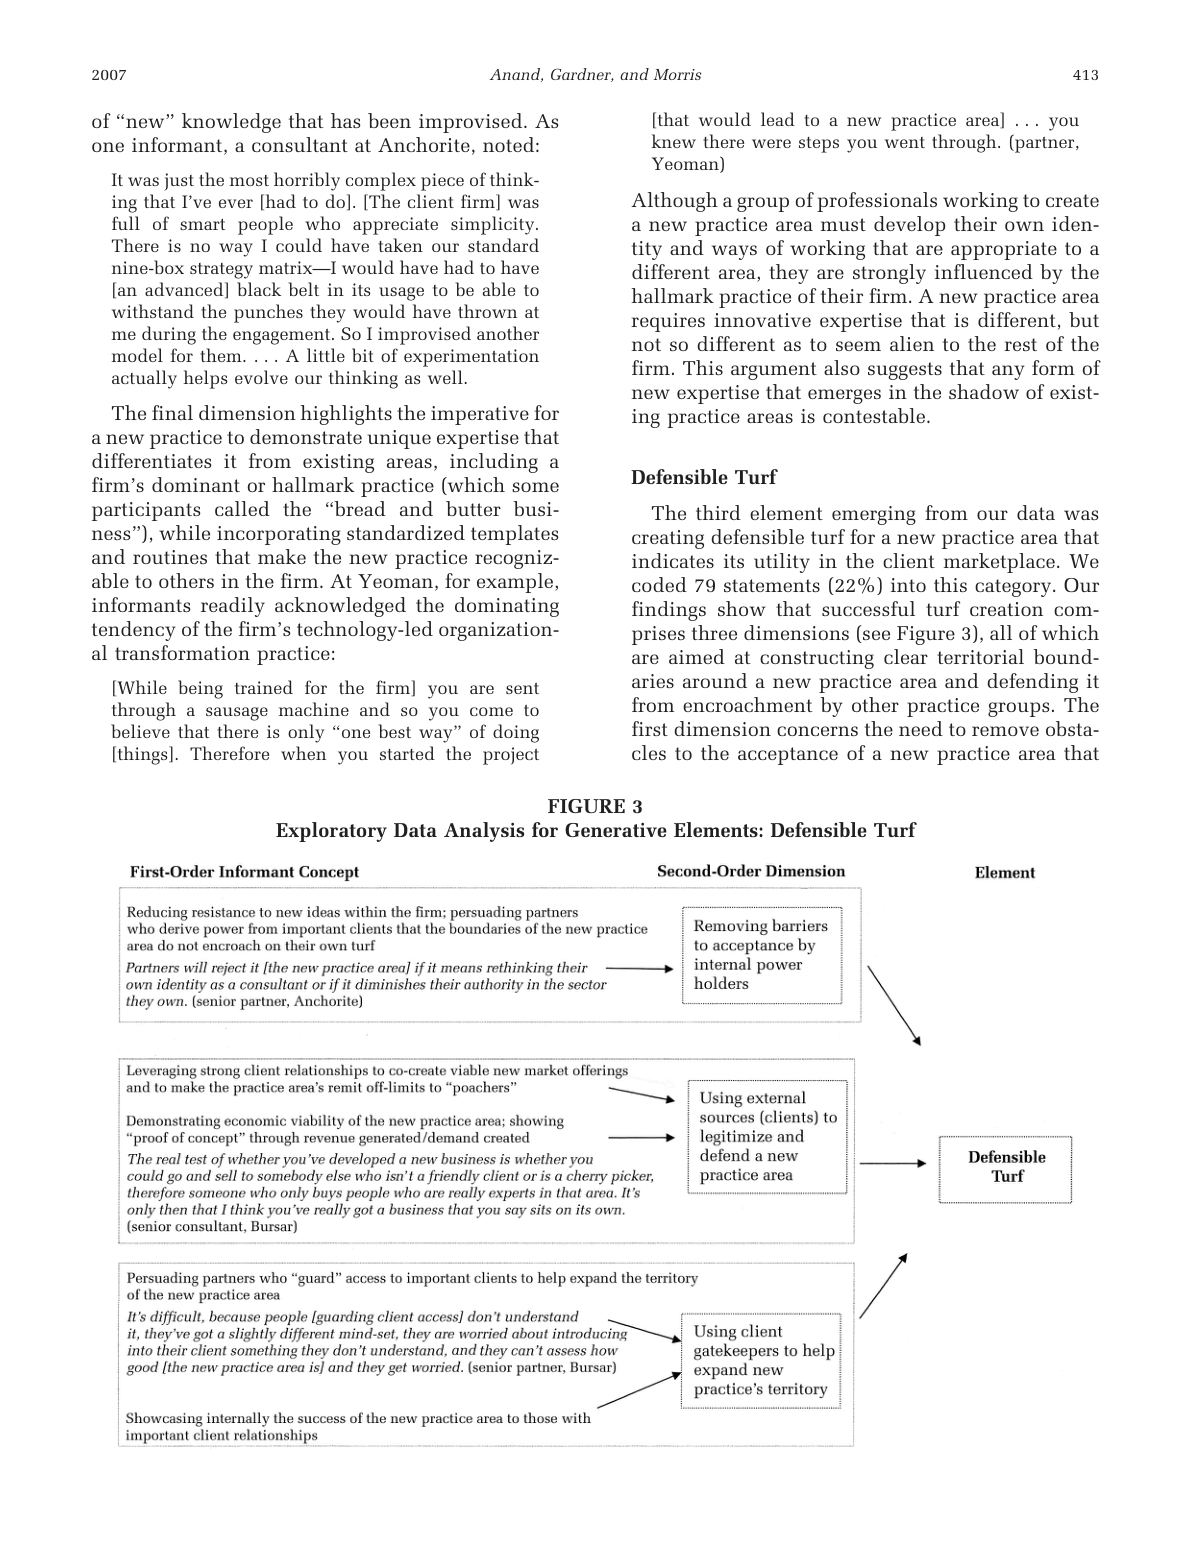 2007
Anand, Gardner, and Morris
413
of “new” knowledge that has been improvised. As
one informant, a consultant at Anchorite, noted:
It was just the most horribly complex piece of think-
ing that I’ve ever [had to do]. [The client firm] was
full of smart people who appreciate simplicity.
There is no way I could have taken our standard
nine-box strategy matrix—I would have had to have
[an advanced] black belt in its usage to be able to
withstand the punches they would have thrown at
me during the engagement. So I improvised another
model for them. . . . A little bit of experimentation
actually helps evolve our thinking as well.
The final dimension highlights the imperative for
a new practice to demonstrate unique expertise that
differentiates it from existing areas, including a
firm’s dominant or hallmark practice (which some
participants called the “bread and butter busi-
ness”), while incorporating standardized templates
and routines that make the new practice recogniz-
able to others in the firm. At Yeoman, for example,
informants readily acknowledged the dominating
tendency of the firm’s technology-led organization-
al transformation practice:
[While being trained for the firm] you are sent
through a sausage machine and so you come to
believe that there is only “one best way” of doing
[things]. Therefore when you started the project
[that would lead to a new practice area] . . . you
knew there were steps you went through. (partner,
Yeoman)
Although a group of professionals working to create
a new practice area must develop their own iden-
tity and ways of working that are appropriate to a
different area, they are strongly influenced by the
hallmark practice of their firm. A new practice area
requires innovative expertise that is different, but
not so different as to seem alien to the rest of the
firm. This argument also suggests that any form of
new expertise that emerges in the shadow of exist-
ing practice areas is contestable.
Defensible Turf
The third element emerging from our data was
creating defensible turf for a new practice area that
indicates its utility in the client marketplace. We
coded 79 statements (22%) into this category. Our
findings show that successful turf creation com-
prises three dimensions (see Figure 3), all of which
are aimed at constructing clear territorial bound-
aries around a new practice area and defending it
from encroachment by other practice groups. The
first dimension concerns the need to remove obsta-
cles to the acceptance of a new practice area that
FIGURE 3
Exploratory Data Analysis for Generative Elements: Defensible Turf
First-Order Informant Concept
Second-Order Dimension
Element
Reducing resistance to new ideas within the firm; persuading partners
who derive power from important clients that the boundaries of the new practice
area do not encroach on their own turf
Partners will reject it [the new practice area] if it means rethinking their
own identity as a consultant or if it diminishes their authority in the sector
they own. (senior partner, Anchorite)
Removing barriers
to acceptance by
internal power
holders
Leveraging strong client relationships to co-create viable new market offerings
and to make the practice area’s remit off-limits to “poachers”
Demonstrating economic viability of the new practice area; showing
“proof of concept” through revenue generated/demand created
The real test of whether you’ve developed a new business is whether you
could go and sell to somebody else who isn’t a friendly client or is a cherry picker,
therefore someone who only buys people who are really experts in that area. It’s
only then that I think you’ve really got a business that you say sits on its own.
(senior consultant, Bursar)
Using external
sources (clients) to
legitimize and
defend a new
practice area
Defensible
Turf
Persuading partners who “guard” access to important clients to help expand the territory
of the new practice area
It’s difficult, because people [guarding client access] don’t understand
it, they’ve got a slightly different mind-set, they are worried about introducing
into their client something they don’t understand, and they can’t assess how
good [the new practice area is] and they get worried. (senior partner, Bursar)
Showcasing internally the success of the new practice area to those with
important client relationships
Using client
gatekeepers to help
expand new
practice’s territory